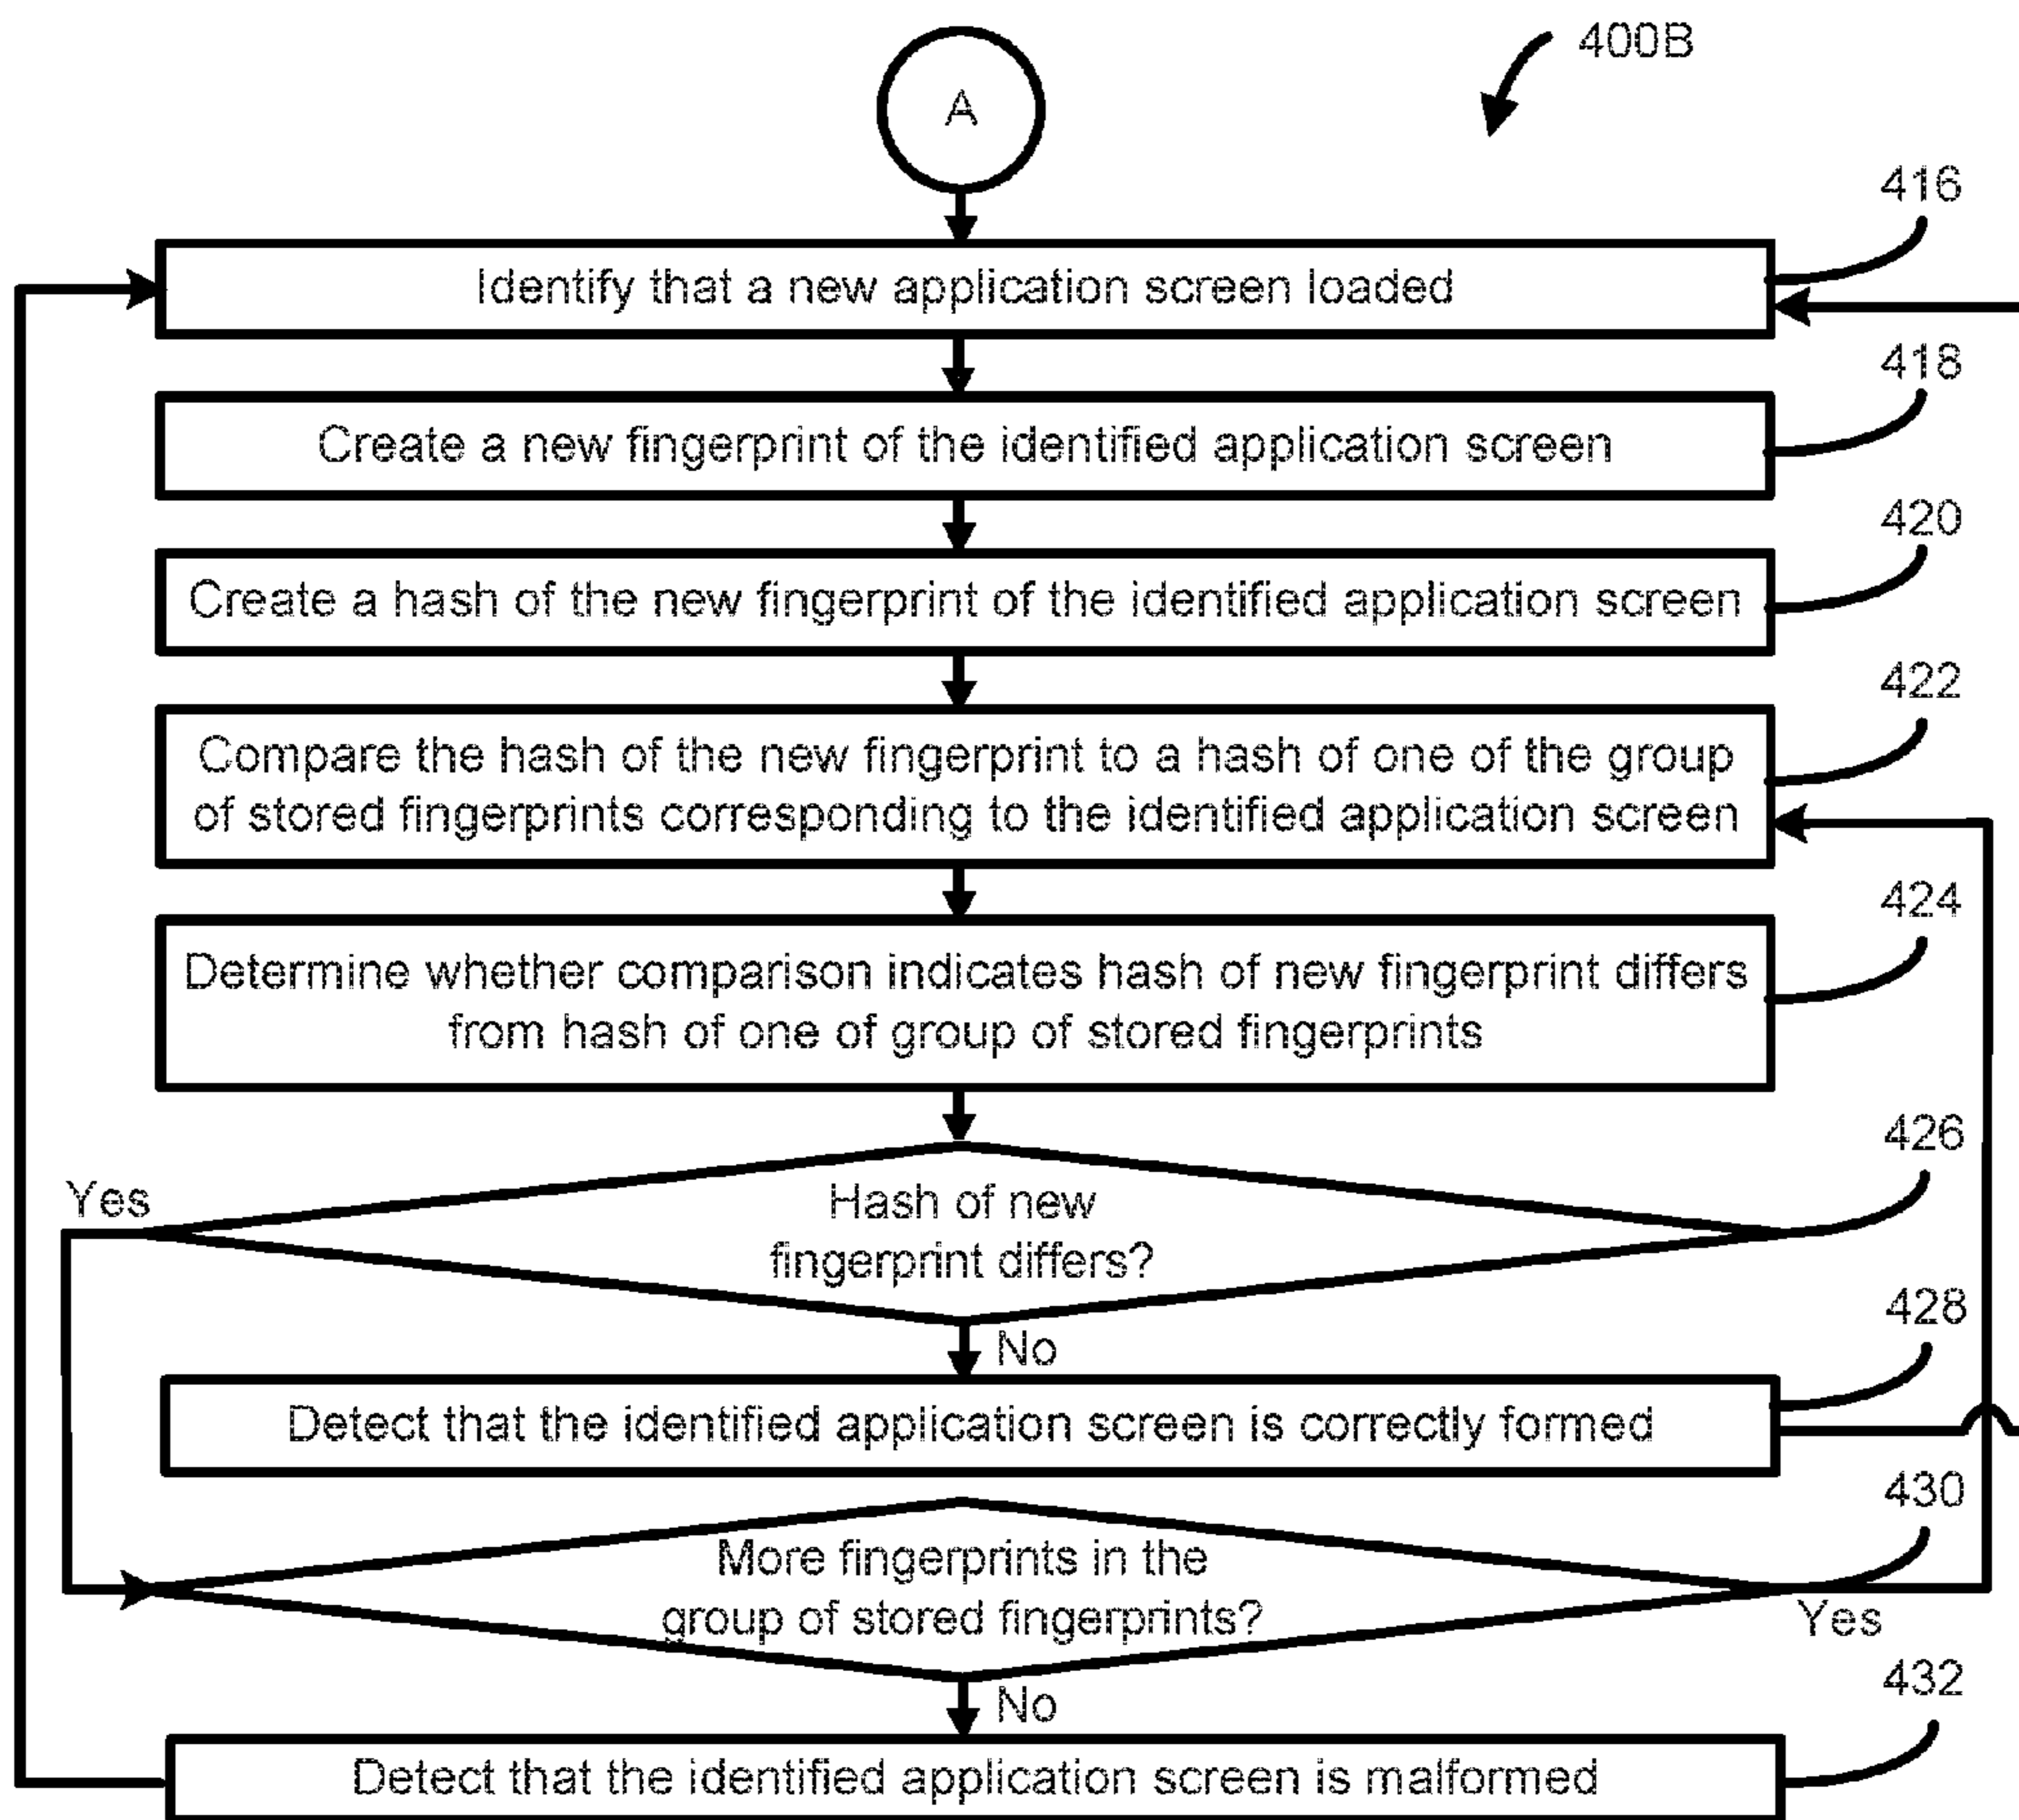 400B
A
416
Identify that a new application screen loaded
418
Create a new fingerprint of the identified application screen
420
Create a hash of the new fingerprint of the identified application screen
422
Compare the hash of the new fingerprint to a hash of one of the group
of stored fingerprints corresponding to the identified application screen
424
Determine whether comparison indicates hash of new fingerprint differs
from hash of one of group of stored fingerprints
426
Yes
Hash of new
fingerprint differs?
428
No
Detect that the identified application screen is correctly formed
430
More fingerprints in the
group of stored fingerprints?
Yes
432
No
Detect that the identified application screen is malformed